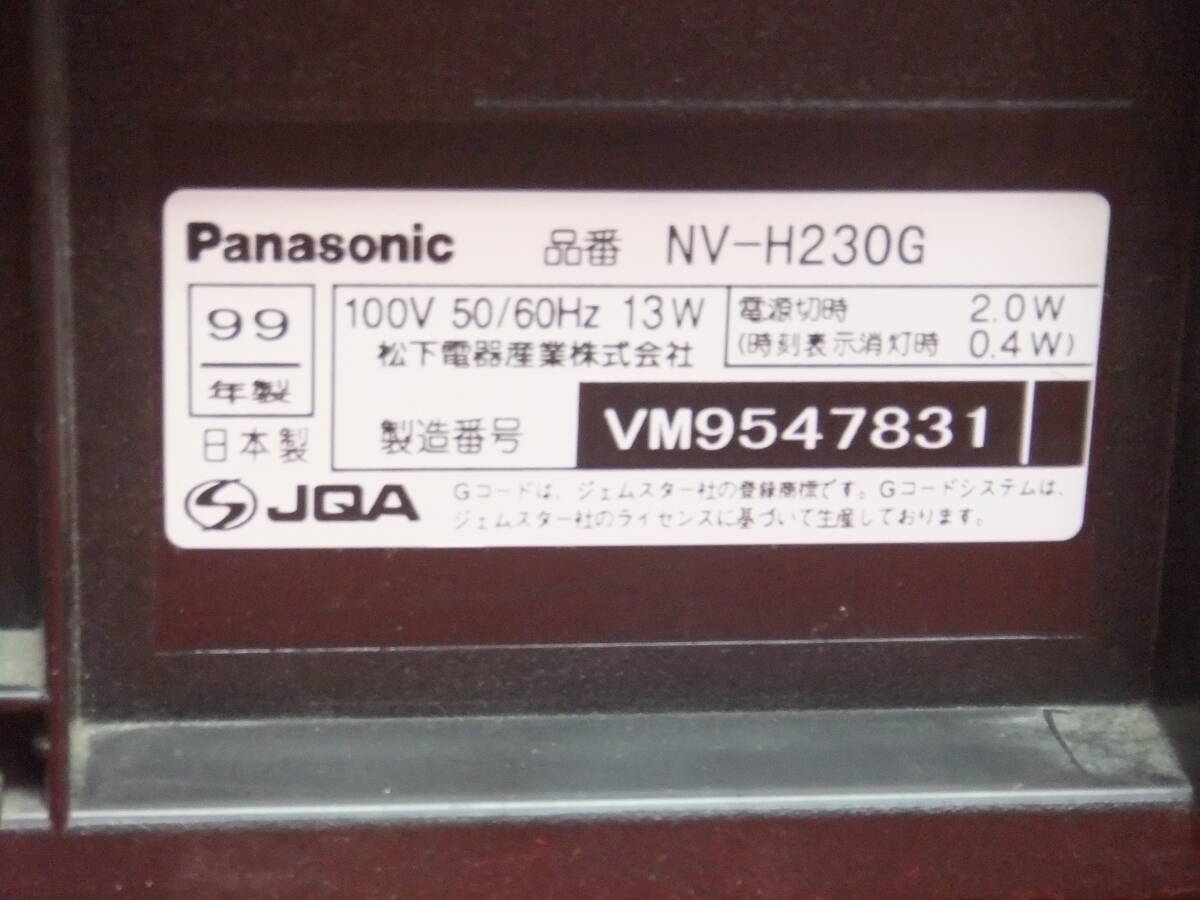 Panasonic 品番 NV-H230G
99
年製
日本製
100V 50/60Hz 13W
松下電器産業株式会社
電源切時 2.0W
(時刻表示消灯時 0.4W)
製造番号 VM9547831
JQA
Gコードは、ジェムスター社の登録商標です。Gコードシステムは、
ジェムスター社のライセンスに基づいて生産しております。